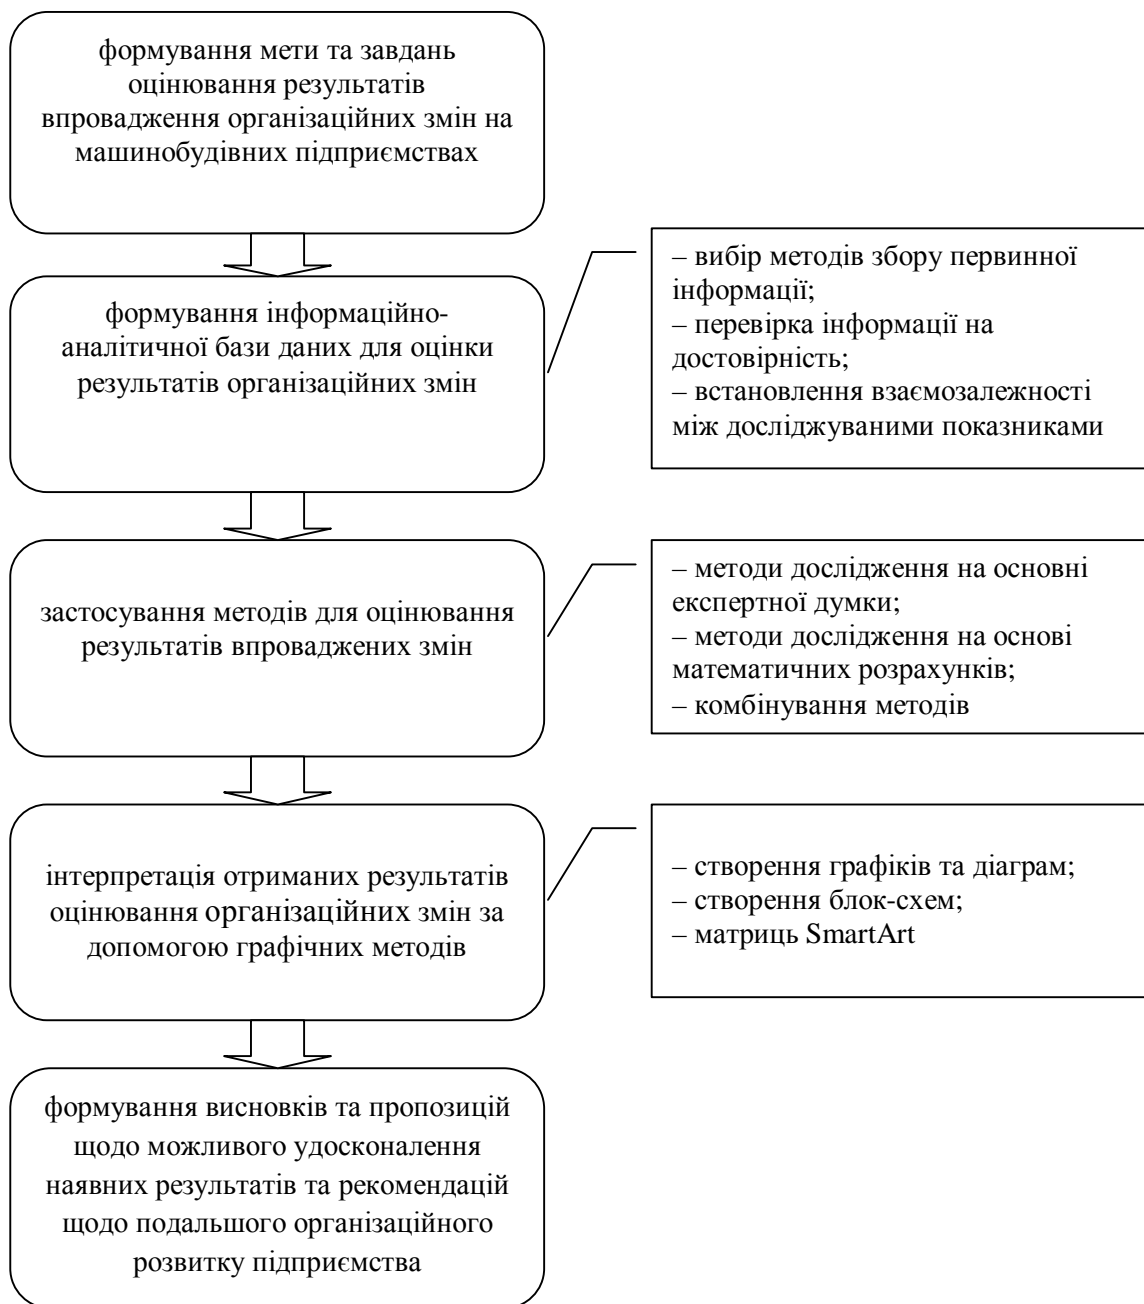 формування мети та завдань
оцінювання результатів
впровадження організаційних змін на
машинобудівних підприємствах
формування інформаційно-
аналітичної бази даних для оцінки
результатів організаційних змін
– вибір методів збору первинної
інформації;
– перевірка інформації на
достовірність;
– встановлення взаємозалежності
між досліджуваними показниками
застосування методів для оцінювання
результатів впроваджених змін
– методи дослідження на основні
експертної думки;
– методи дослідження на основі
математичних розрахунків;
– комбінування методів
інтерпретація отриманих результатів
оцінювання організаційних змін за
допомогою графічних методів
– створення графіків та діаграм;
– створення блок-схем;
– матриць SmartArt
формування висновків та пропозицій
щодо можливого удосконалення
наявних результатів та рекомендацій
щодо подальшого організаційного
розвитку підприємства